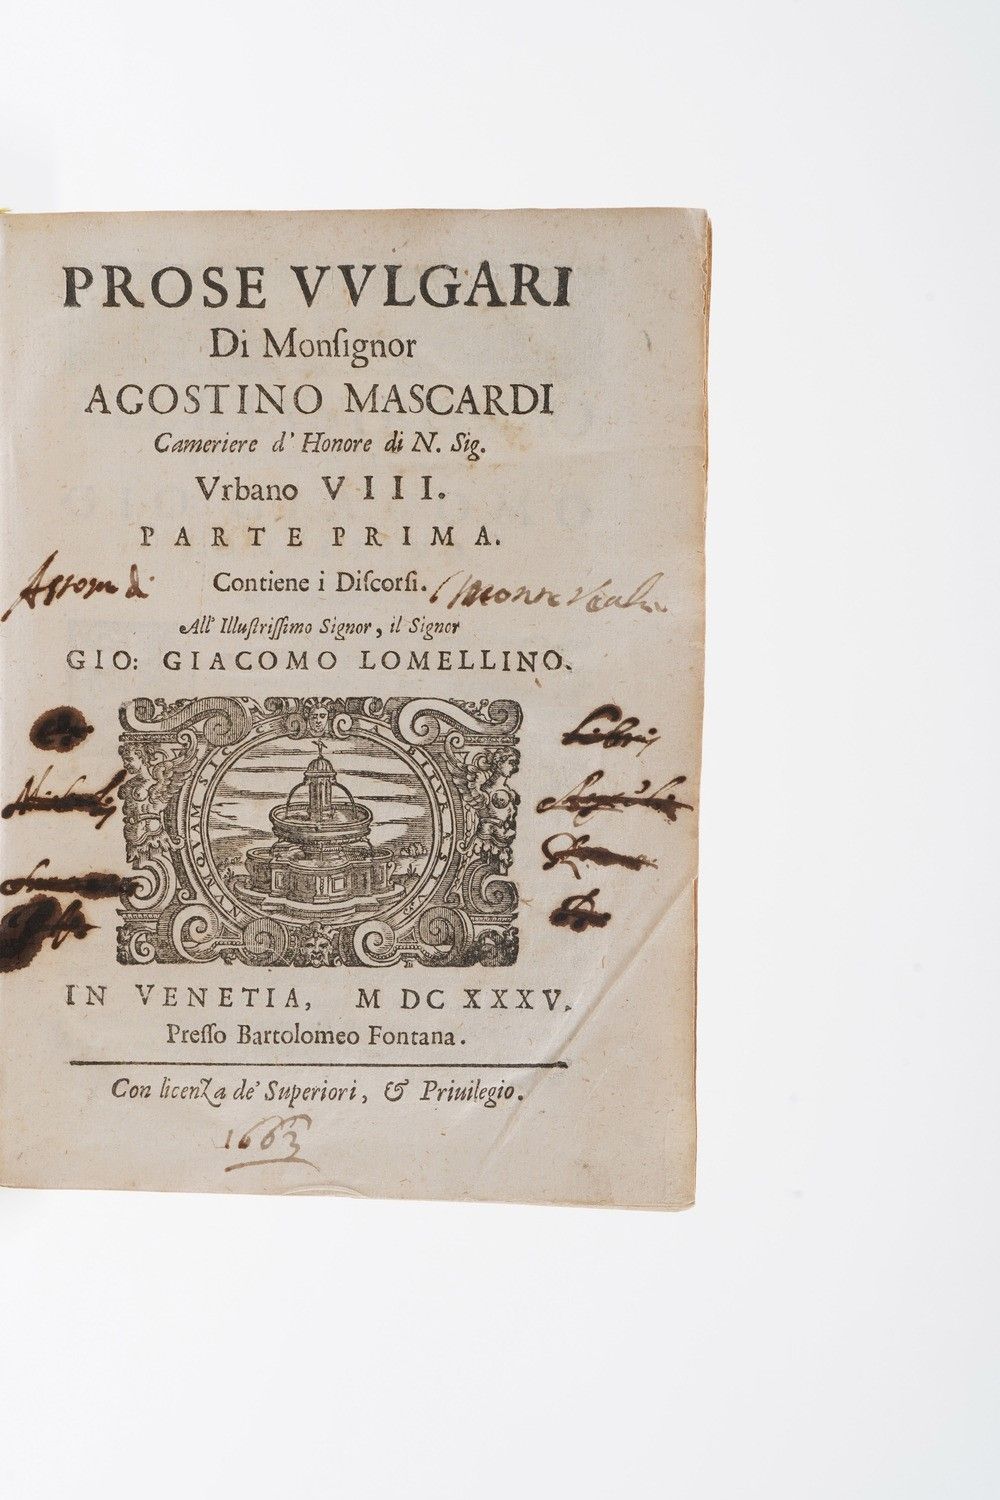 PROSE VVLGARI
Di Monſignor
AGOSTINO MASCARDI
Cameriere d' Honore di N. Sig.
Vrbano VIII.
PARTE PRIMA.
Contiene i Diſcorſi.
All' Illuſtriſſimo Signor, il Signor
GIO: GIACOMO LOMELLINO.
Libris
IN VENETIA, M DC XXXV.
Preſſo Bartolomeo Fontana.
Con licenza de' Superiori, & Priuilegio.
1663